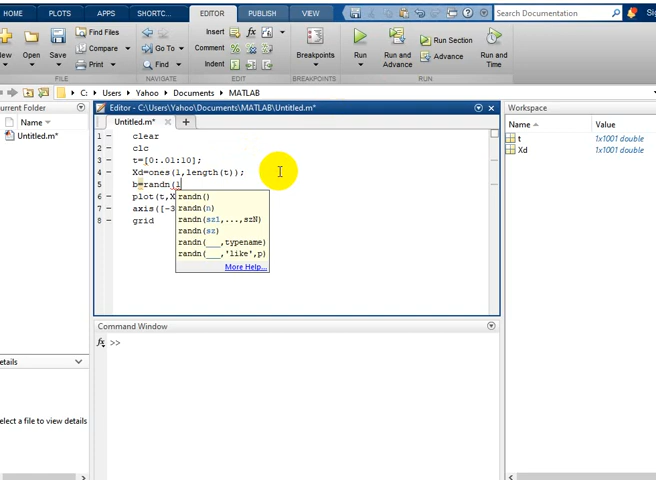 HOME PLOTS APPS SHORTC... EDITOR PUBLISH VIEW Search Documentation
Find Files
Compare
Print
Open Save
Go To
Find
Insert
Comment
Indent
Breakpoints
Run
Run and
Advance
Run Section
Advance
Run and
Time
FILE NAVIGATE EDIT BREAKPOINTS RUN
C: Users Yahoo Documents MATLAB
urrent Folder
Name
Untitled.m*
Editor - C:\Users\Yahoo\Documents\MATLAB\Untitled.m*
Untitled.m*
1 clear
2 clc
3 t=[0:.01:10];
4 Xd=ones(1,length(t));
5 b=randn(1
6 plot(t,X
7 axis([-3
8 grid
randn()
randn(n)
randn(sz1,...,szN)
randn(sz)
randn(___,typename)
randn(___,'like',p)
More Help...
Command Window
fx >>
etails
elect a file to view details
Workspace
Name Value
t 1x1001 double
Xd 1x1001 double